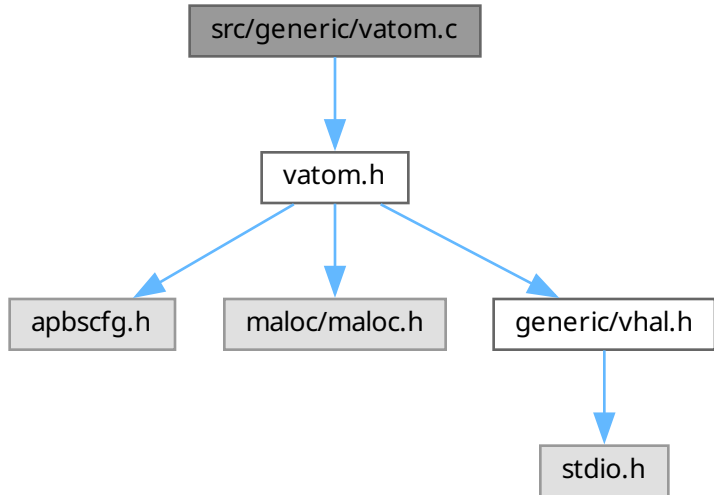 src/generic/vatom.c
vatom.h
apbscfg.h
maloc/maloc.h
generic/vhal.h
stdio.h